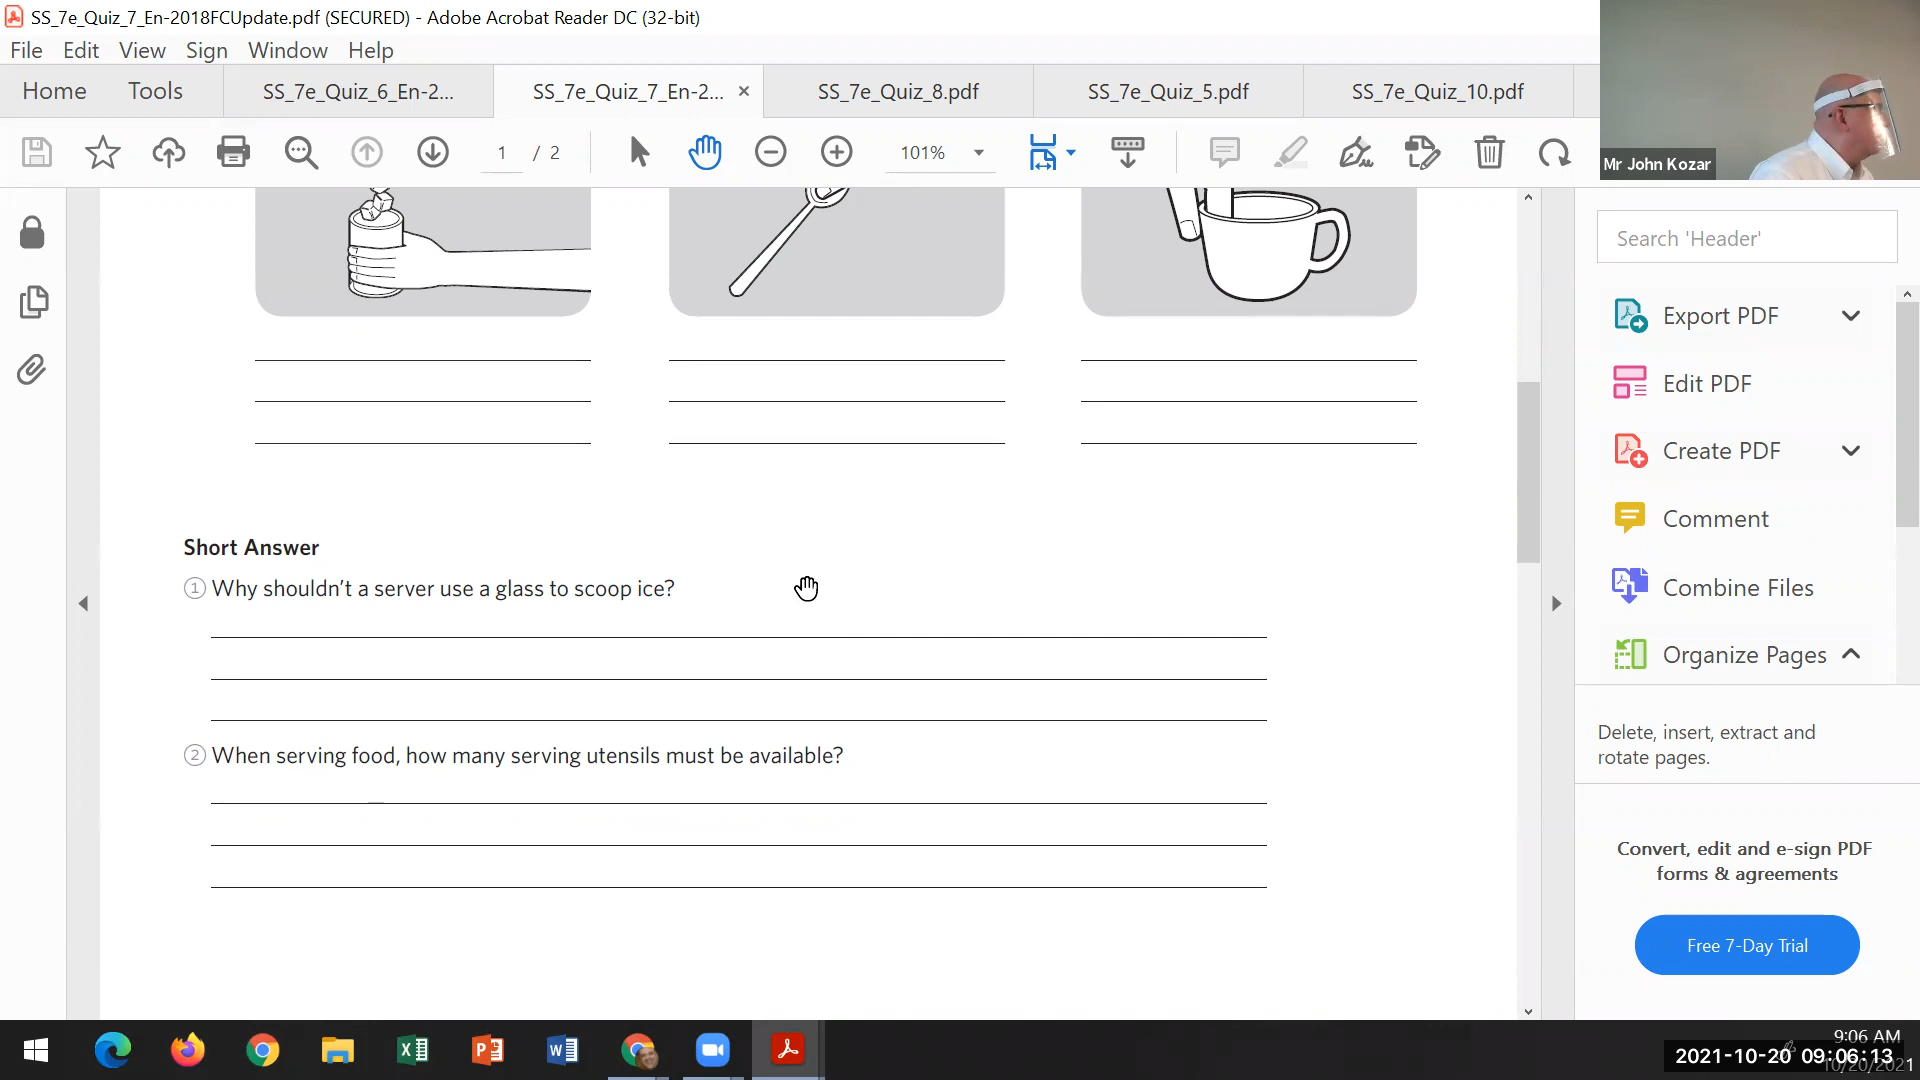 SS_7e_Quiz_7_En-2018FCUpdate.pdf (SECURED) - Adobe Acrobat Reader DC (32-bit)
File Edit View Sign Window Help
Home Tools SS_7e_Quiz_6_En-2... SS_7e_Quiz_7_En-2... × SS_7e_Quiz_8.pdf SS_7e_Quiz_5.pdf SS_7e_Quiz_10.pdf
1 / 2 101%
Mr John Kozar
Search 'Header'
Export PDF
Edit PDF
Create PDF
Comment
Combine Files
Organize Pages
Delete, insert, extract and
rotate pages.
Convert, edit and e-sign PDF
forms & agreements
Free 7-Day Trial
Short Answer
1 Why shouldn't a server use a glass to scoop ice?
2 When serving food, how many serving utensils must be available?
9:06 AM
2021-10-20 09:06:13
10/20/2021